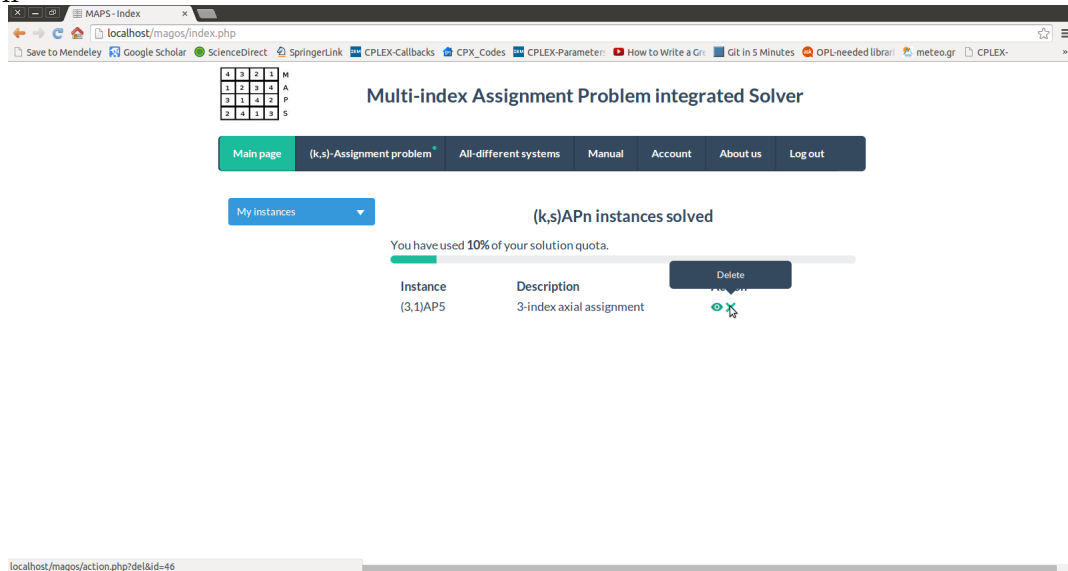 MAPS - Index
localhost/magos/index.php
Save to Mendeley Google Scholar ScienceDirect SpringerLink CPLEX-Callbacks CPX_Codes CPLEX-Parameters How to Write a Gre Git in 5 Minutes OPL-needed librari meteo.gr CPLEX- »
4 3 2 1 M
1 2 3 4 A
3 1 4 2 P
2 4 1 3 S
Multi-index Assignment Problem integrated Solver
Main page (k,s)-Assignment problem All-different systems Manual Account About us Log out
My instances
(k,s)APn instances solved
You have used 10% of your solution quota.
Delete
Instance Description
(3,1)AP5 3-index axial assignment
localhost/magos/action.php?del&id=46